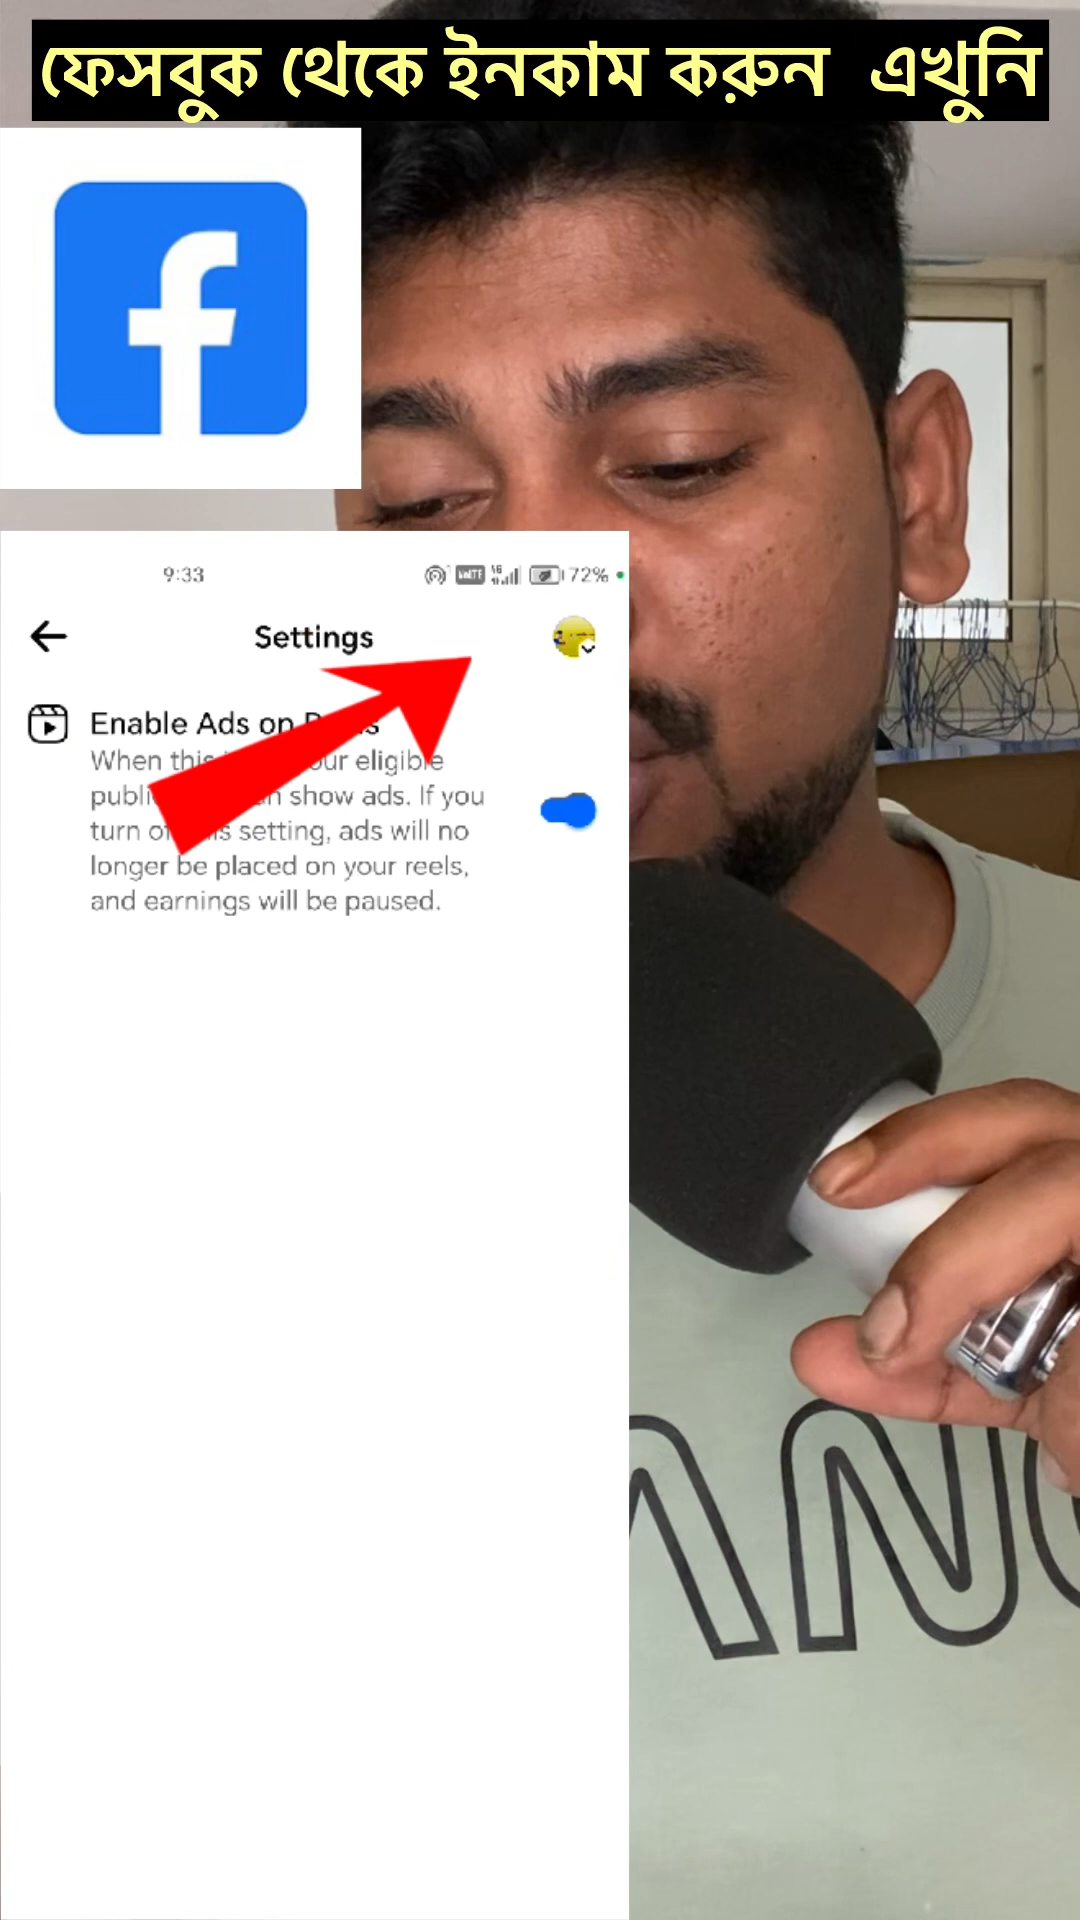 ফেসবুক থেকে ইনকাম করুন এখুনি
9:33
VoLTE
72%
Settings
Enable Ads on
When this our eligible
show ads. If you
turn setting, ads will no
longer be placed on your reels,
and earnings will be paused.